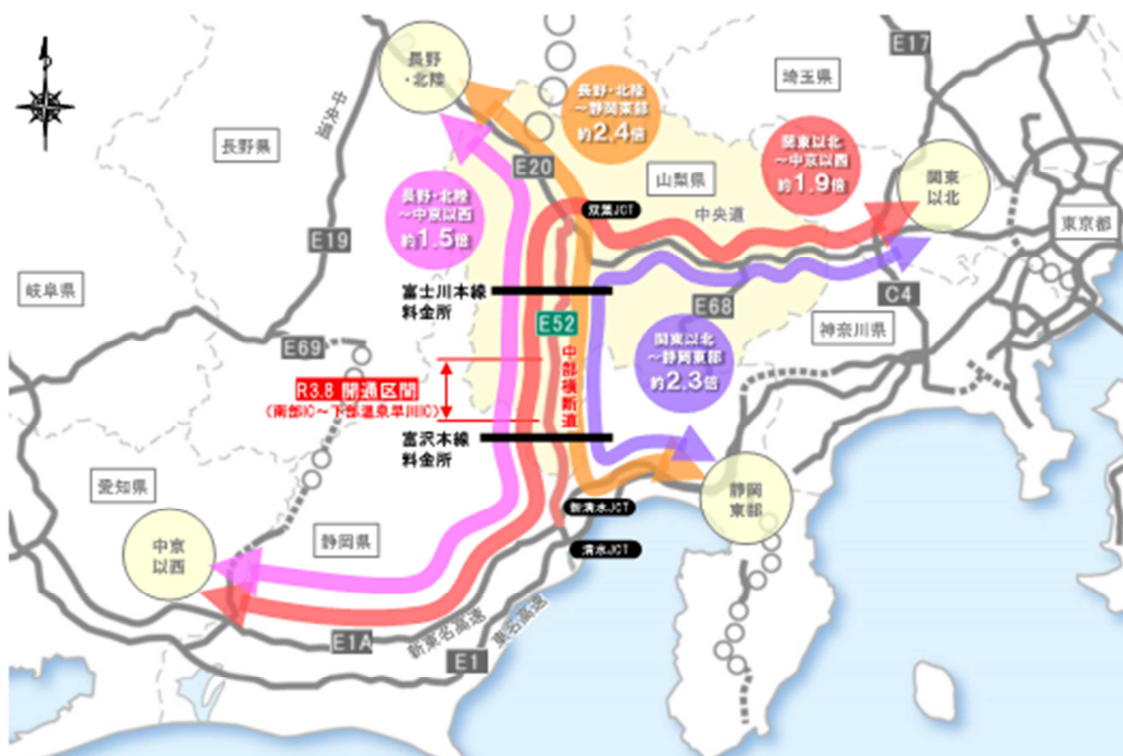 長野
・北陸
長野・北陸
～静岡東部
約2.4倍
埼玉県
E17
中央道
長野県
関東以北
～中京以西
約1.9倍
関東
以北
E20
山梨県
長野・北陸
～中京以西
約1.5倍
双葉JCT
中央道
東京都
E19
岐阜県
富士川本線
料金所
E68
C4
E52
神奈川県
E69
中部横断道
関東以北
～静岡東部
約2.3倍
R3.8 開通区間
（南部IC～下部温泉早川IC）
富沢本線
料金所
愛知県
静岡
東部
新清水JCT
中京
以西
静岡県
清水JCT
新東名高速
東名高速
E1A
E1